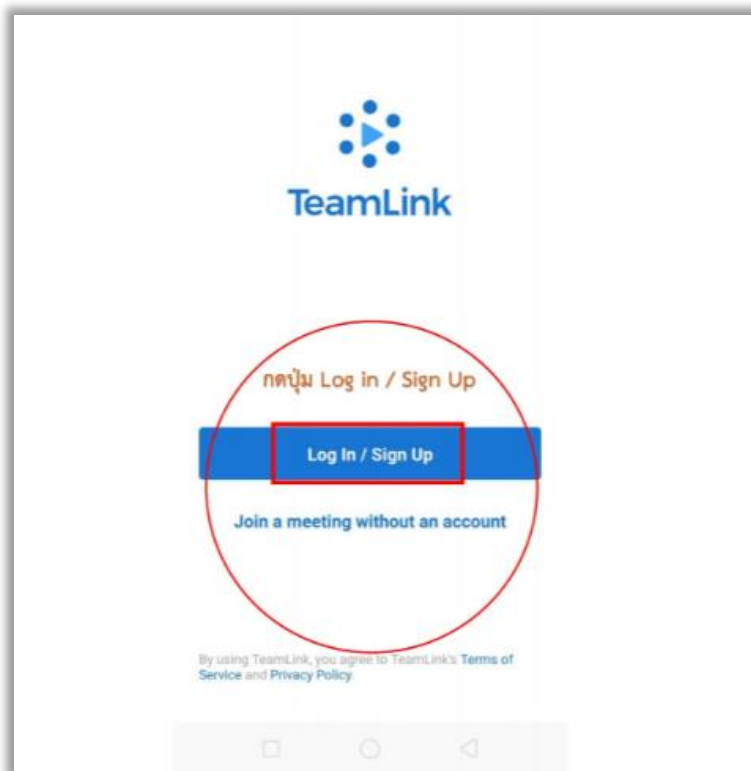 TeamLink
กดปุ่ม Log in / Sign Up
Log In / Sign Up
Join a meeting without an account
By using TeamLink, you agree to TeamLink's Terms of
Service and Privacy Policy.